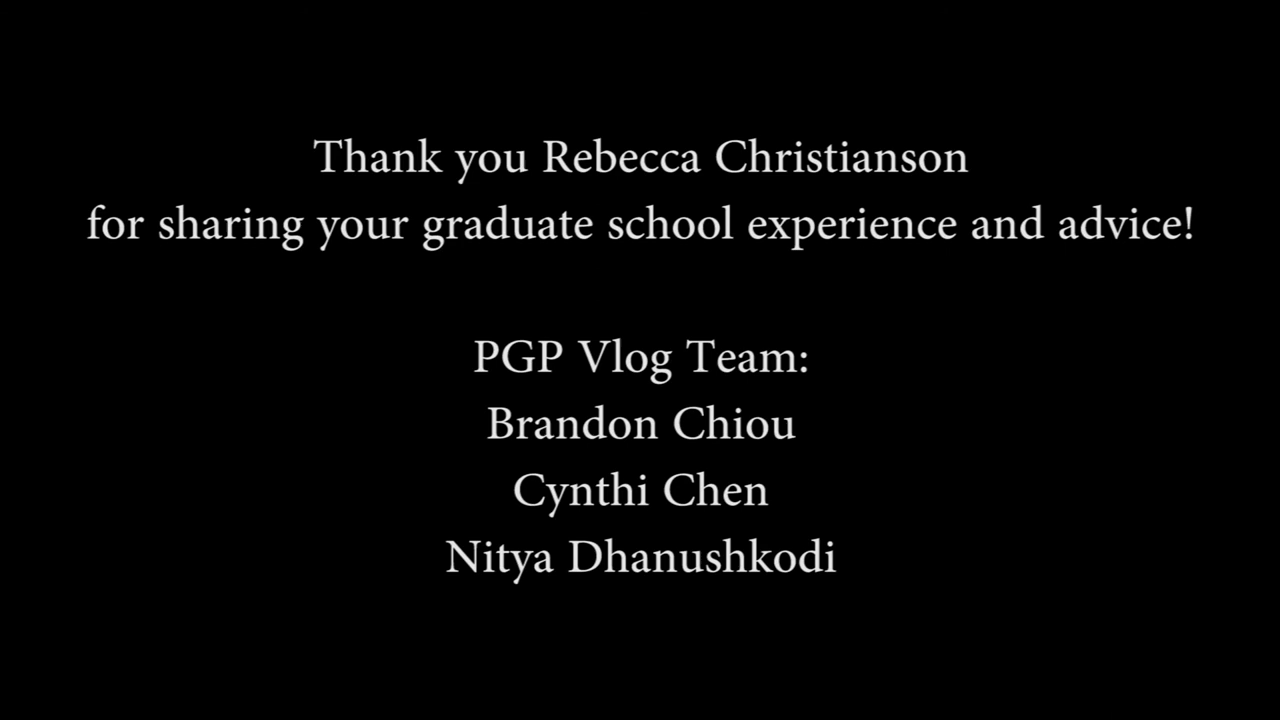 Thank you Rebecca Christianson
for sharing your graduate school experience and advice!
PGP Vlog Team:
Brandon Chiou
Cynthi Chen
Nitya Dhanushkodi